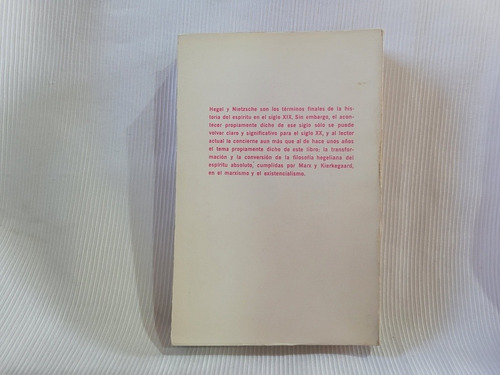 Hegel y Nietzsche son los términos finales de la his-
toria del espíritu en el siglo XIX. Sin embargo, el acon-
tecer propiamente dicho de ese siglo sólo se puede
volver claro y significativo para el siglo XX, y al lector
actual le concierne aun más que al de hace unos años
el tema propiamente dicho de este libro: la transfor-
mación y la conversión de la filosofía hegeliana del
espíritu absoluto, cumplidas por Marx y Kierkegaard,
en el marxismo y el existencialismo.